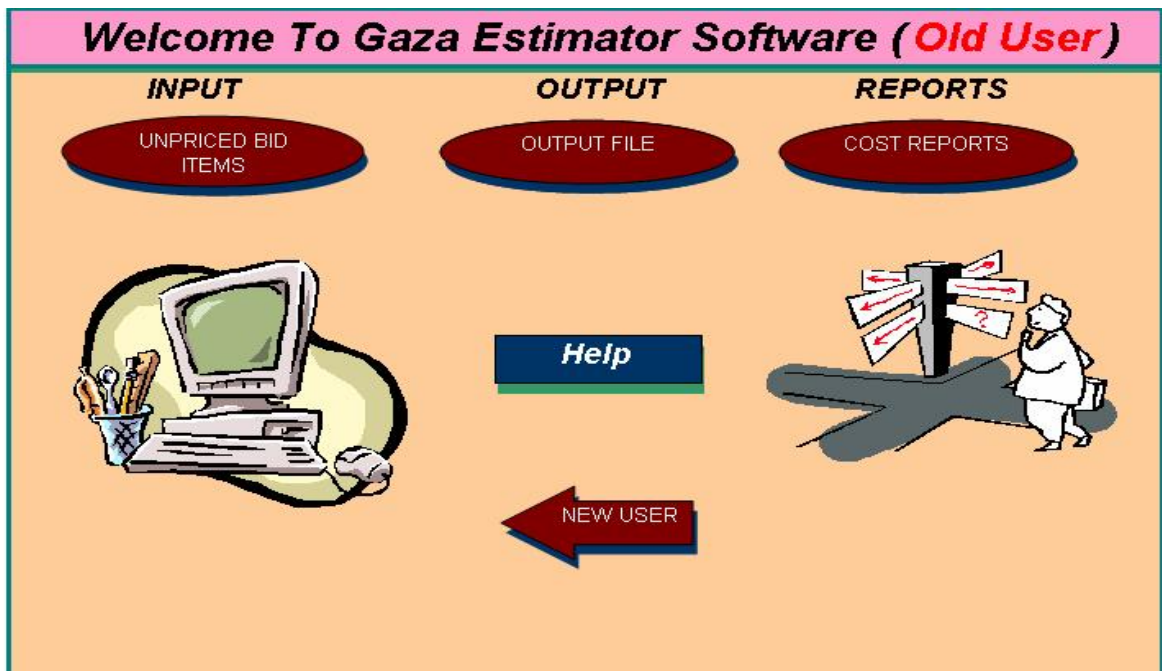 Welcome To Gaza Estimator Software ( Old User )
INPUT
OUTPUT
REPORTS
UNPRICED BID
ITEMS
OUTPUT FILE
COST REPORTS
?
Help
NEW USER